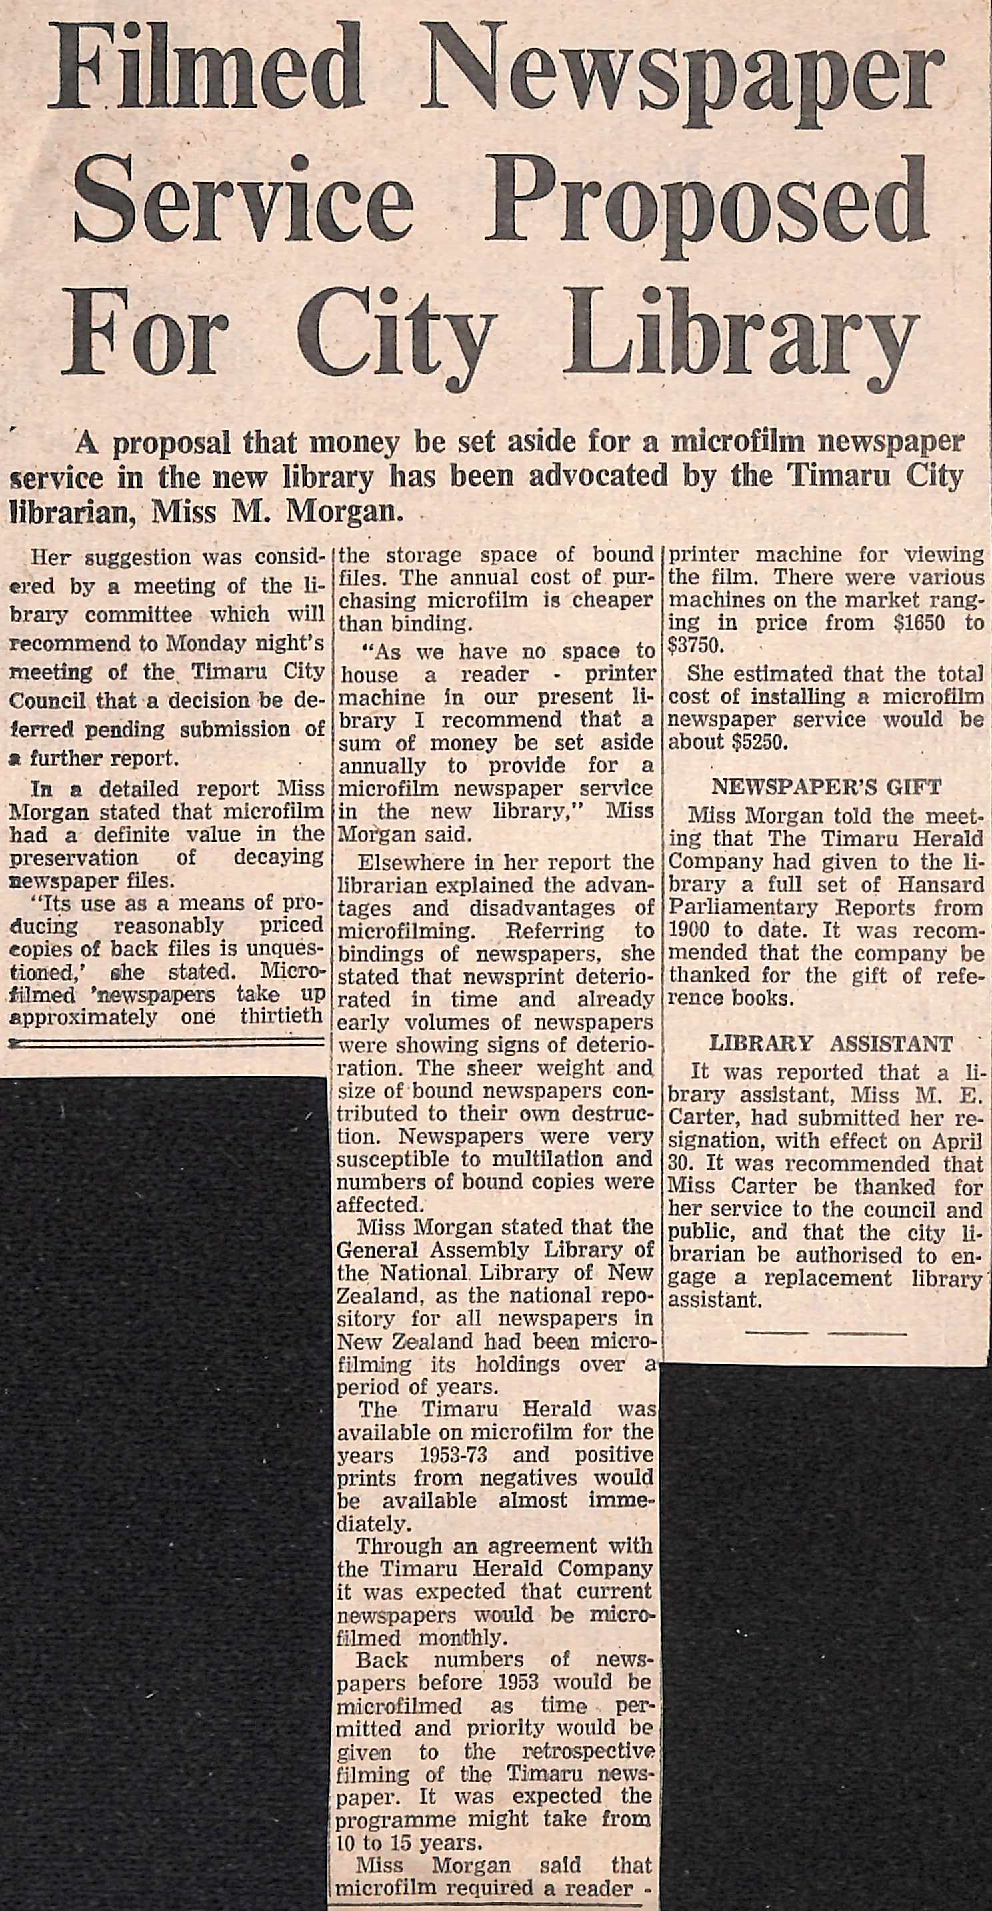 Filmed Newspaper
Service Proposed
For City Library
A proposal that money be set aside for a microfilm newspaper
service in the new library has been advocated by the Timaru City
librarian, Miss M. Morgan.
Her suggestion was consid-
ered by a meeting of the li-
brary committee which will
recommend to Monday night's
meeting of the Timaru City
Council that a decision be de-
ferred pending submission of
a further report.
In a detailed report Miss
Morgan stated that microfilm
had a definite value in the
preservation of decaying
newspaper files.
"Its use as a means of pro-
ducing reasonably priced
copies of back files is unques-
tioned,' she stated. Micro-
filmed 'newspapers take up
approximately one thirtieth
the storage space of bound
files. The annual cost of pur-
chasing microfilm is cheaper
than binding.
"As we have no space to
house a reader - printer
machine in our present li-
brary I recommend that a
sum of money be set aside
annually to provide for a
microfilm newspaper service
in the new library," Miss
Morgan said.
Elsewhere in her report the
librarian explained the advan-
tages and disadvantages of
microfilming. Referring to
bindings of newspapers, she
stated that newsprint deterio-
rated in time and already
early volumes of newspapers
were showing signs of deterio-
ration. The sheer weight and
size of bound newspapers con-
tributed to their own destruc-
tion. Newspapers were very
susceptible to multilation and
numbers of bound copies were
affected.
Miss Morgan stated that the
General Assembly Library of
the National Library of New
Zealand, as the national repo-
sitory for all newspapers in
New Zealand had been micro-
filming its holdings over a
period of years.
The Timaru Herald was
available on microfilm for the
years 1953-73 and positive
prints from negatives would
be available almost imme-
diately.
Through an agreement with
the Timaru Herald Company
it was expected that current
newspapers would be micro-
filmed monthly.
Back numbers of news-
papers before 1953 would be
microfilmed as time per-
mitted and priority would be
given to the retrospective
filming of the Timaru news-
paper. It was expected the
programme might take from
10 to 15 years.
Miss Morgan said that
microfilm required a reader -
printer machine for viewing
the film. There were various
machines on the market rang-
ing in price from $1650 to
$3750.
She estimated that the total
cost of installing a microfilm
newspaper service would be
about $5250.
NEWSPAPER'S GIFT
Miss Morgan told the meet-
ing that The Timaru Herald
Company had given to the li-
brary a full set of Hansard
Parliamentary Reports from
1900 to date. It was recom-
mended that the company be
thanked for the gift of refe-
rence books.
LIBRARY ASSISTANT
It was reported that a li-
brary assistant, Miss M. E.
Carter, had submitted her re-
signation, with effect on April
30. It was recommended that
Miss Carter be thanked for
her service to the council and
public, and that the city li-
brarian be authorised to en-
gage a replacement library
assistant.